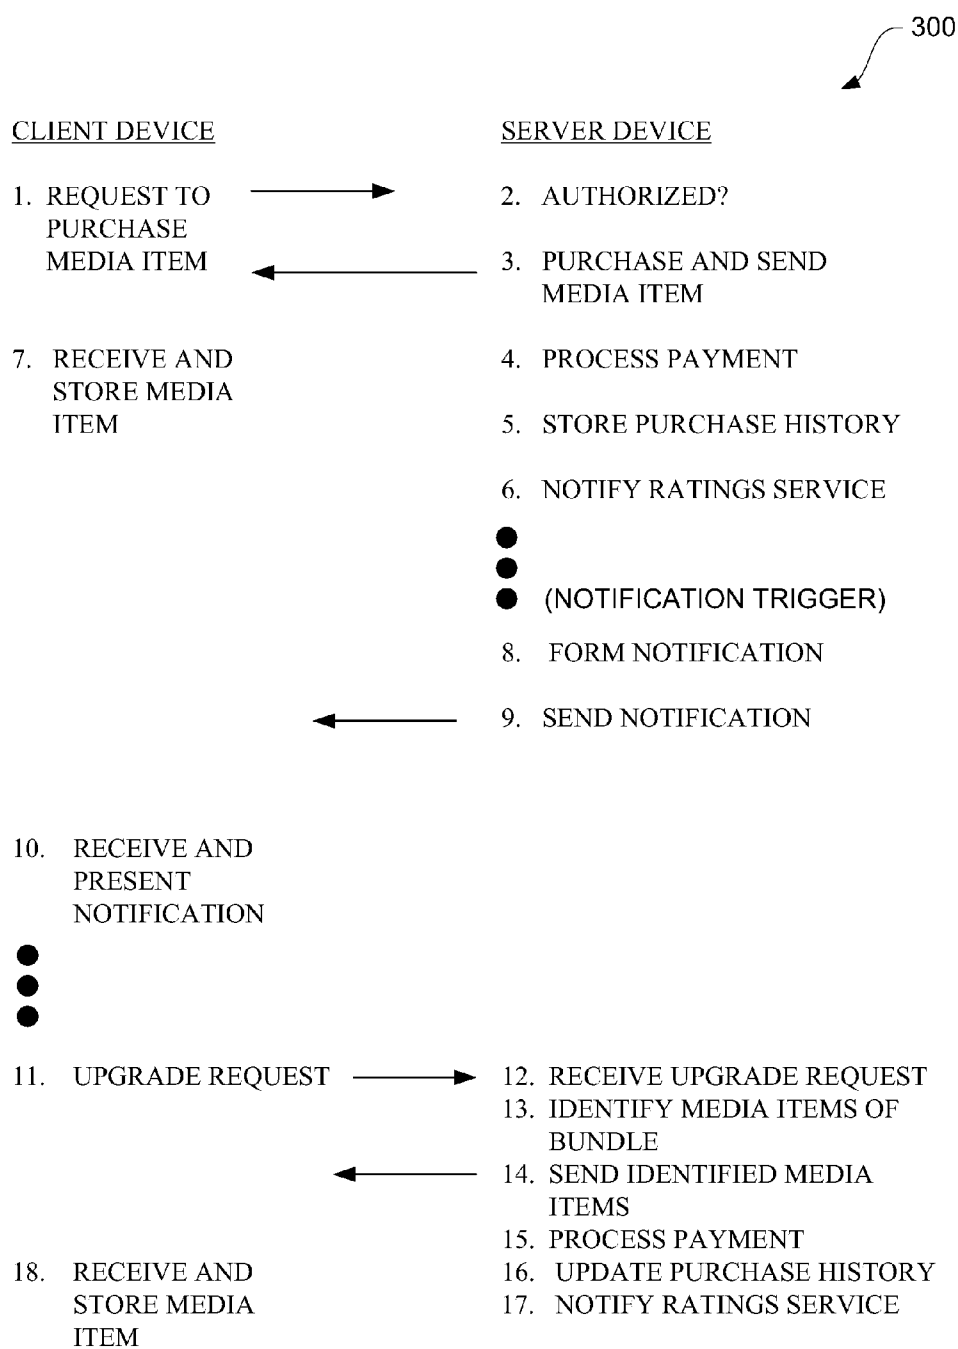 300
CLIENT DEVICE
SERVER DEVICE
1. REQUEST TO
PURCHASE
MEDIA ITEM
2. AUTHORIZED?
3. PURCHASE AND SEND
MEDIA ITEM
7. RECEIVE AND
STORE MEDIA
ITEM
4. PROCESS PAYMENT
5. STORE PURCHASE HISTORY
6. NOTIFY RATINGS SERVICE
(NOTIFICATION TRIGGER)
8. FORM NOTIFICATION
9. SEND NOTIFICATION
10. RECEIVE AND
PRESENT
NOTIFICATION
11. UPGRADE REQUEST
12. RECEIVE UPGRADE REQUEST
13. IDENTIFY MEDIA ITEMS OF
BUNDLE
14. SEND IDENTIFIED MEDIA
ITEMS
15. PROCESS PAYMENT
16. UPDATE PURCHASE HISTORY
17. NOTIFY RATINGS SERVICE
18. RECEIVE AND
STORE MEDIA
ITEM